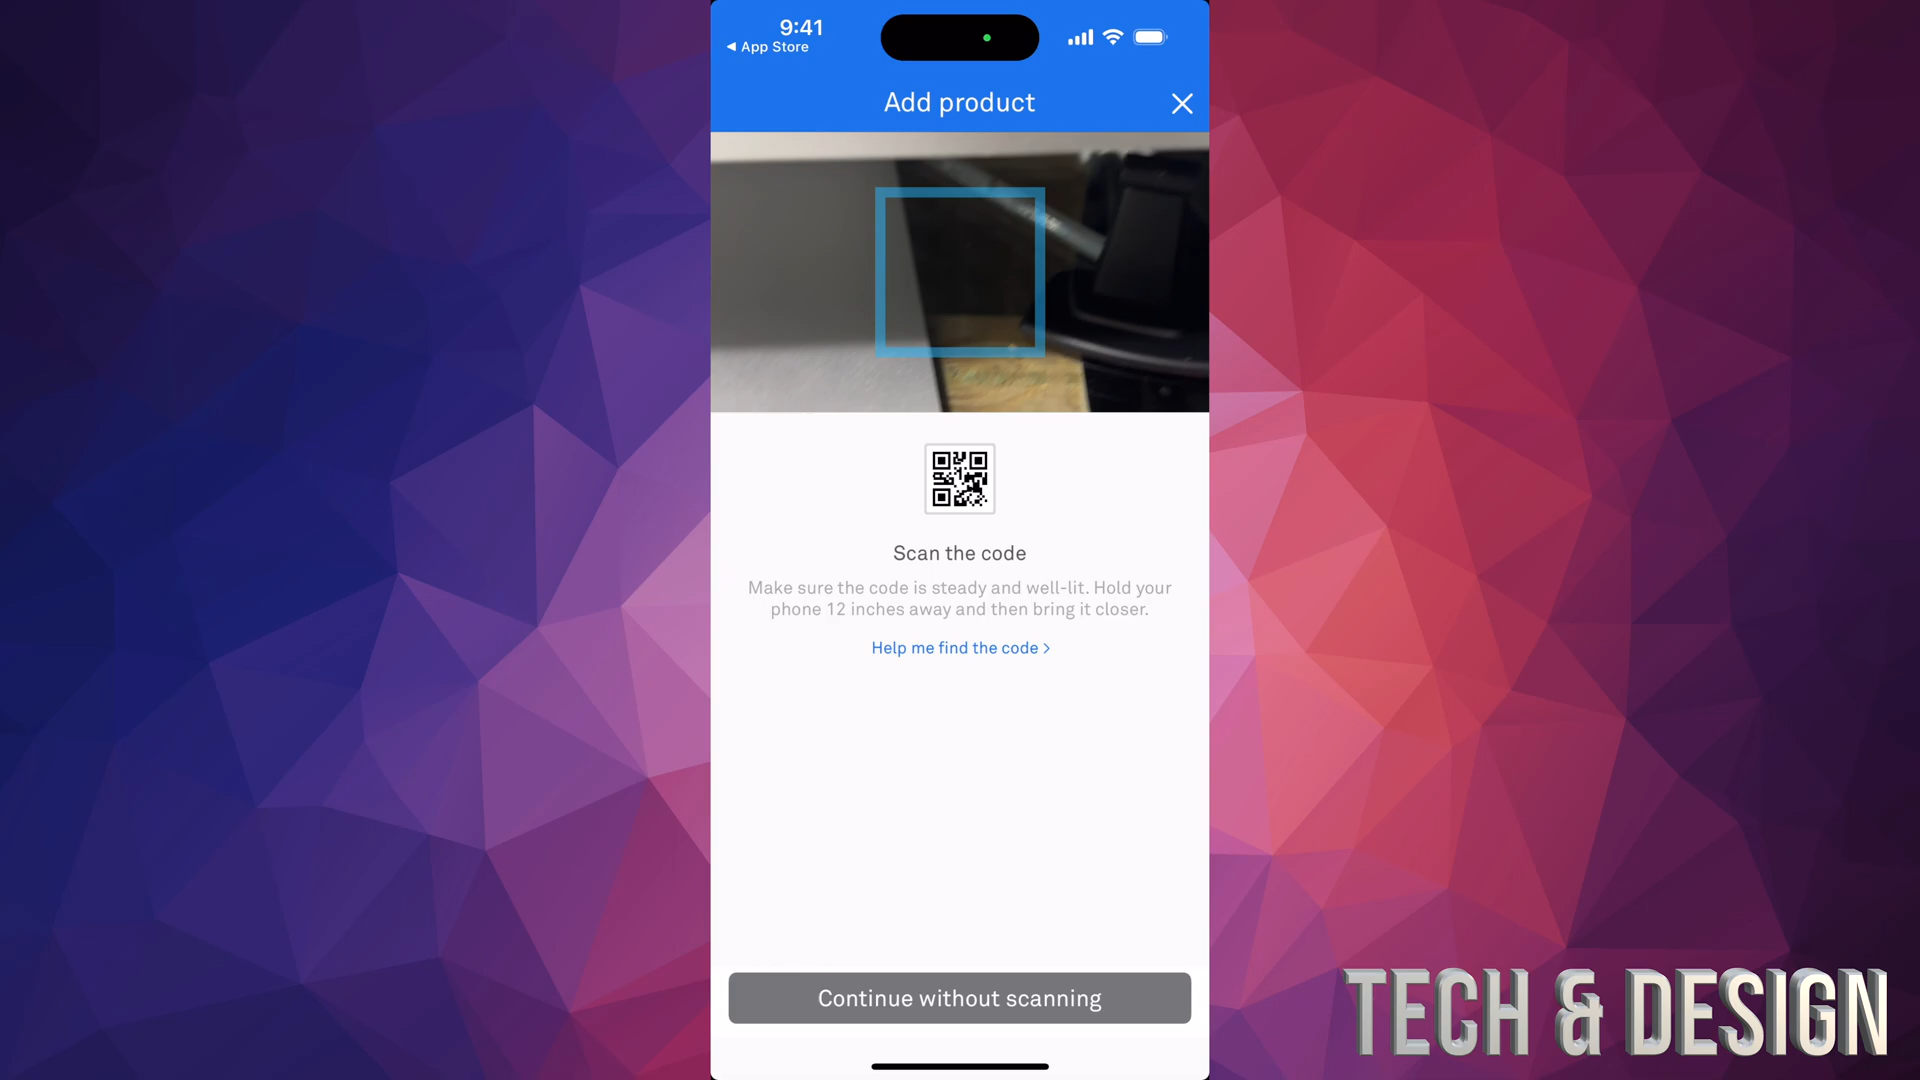 9:41
◀ App Store
Add product
Scan the code
Make sure the code is steady and well-lit. Hold your
phone 12 inches away and then bring it closer.
Help me find the code >
Continue without scanning
TECH & DESIGN